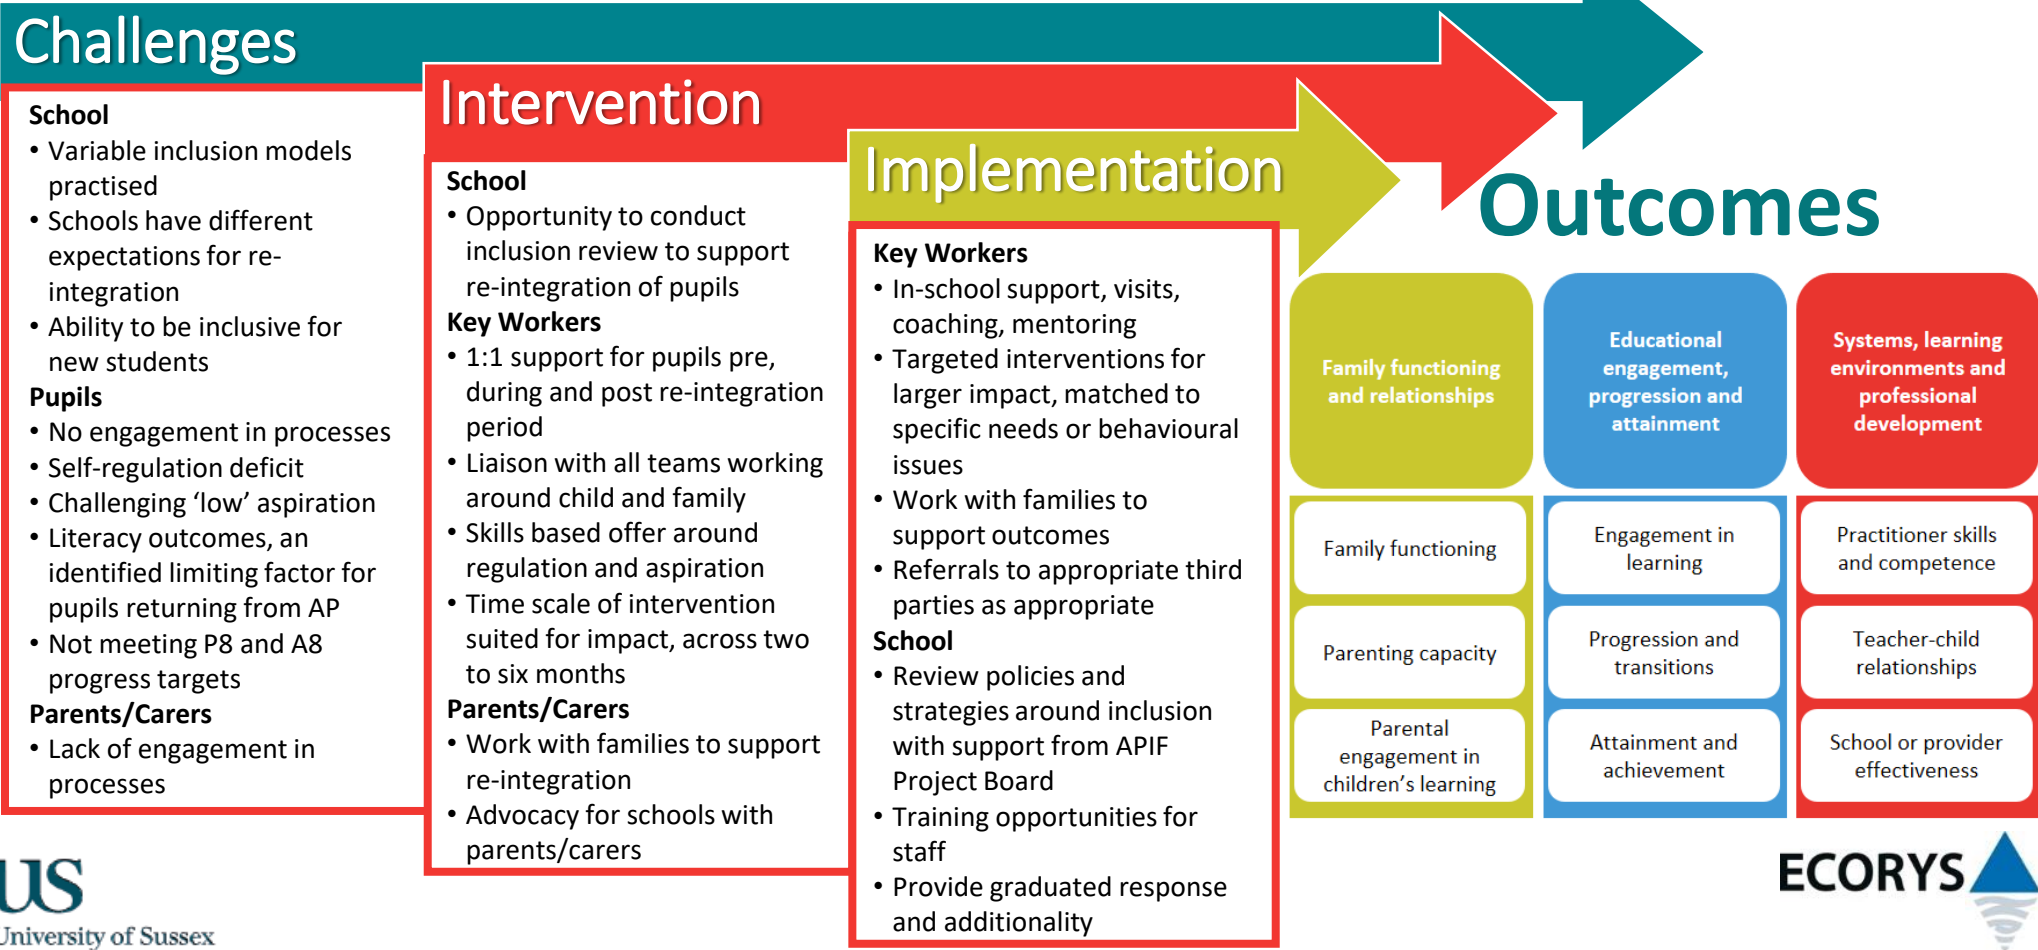 Challenges
School
• Variable inclusion models
practised
• Schools have different
expectations for re-
integration
• Ability to be inclusive for
new students
Pupils
• No engagement in processes
• Self-regulation deficit
• Challenging ‘low’ aspiration
• Literacy outcomes, an
identified limiting factor for
pupils returning from AP
• Not meeting P8 and A8
progress targets
Parents/Carers
• Lack of engagement in
processes
Intervention
School
• Opportunity to conduct
inclusion review to support
re-integration of pupils
Key Workers
• 1:1 support for pupils pre,
during and post re-integration
period
• Liaison with all teams working
around child and family
• Skills based offer around
regulation and aspiration
• Time scale of intervention
suited for impact, across two
to six months
Parents/Carers
• Work with families to support
re-integration
• Advocacy for schools with
parents/carers
Implementation
Key Workers
• In-school support, visits,
coaching, mentoring
• Targeted interventions for
larger impact, matched to
specific needs or behavioural
issues
• Work with families to
support outcomes
• Referrals to appropriate third
parties as appropriate
School
• Review policies and
strategies around inclusion
with support from APIF
Project Board
• Training opportunities for
staff
• Provide graduated response
and additionality
Outcomes
Family functioning
and relationships
Family functioning
Parenting capacity
Parental
engagement in
children’s learning
Educational
engagement,
progression and
attainment
Engagement in
learning
Progression and
transitions
Attainment and
achievement
Systems, learning
environments and
professional
development
Practitioner skills
and competence
Teacher-child
relationships
School or provider
effectiveness
US
University of Sussex
ECORYS